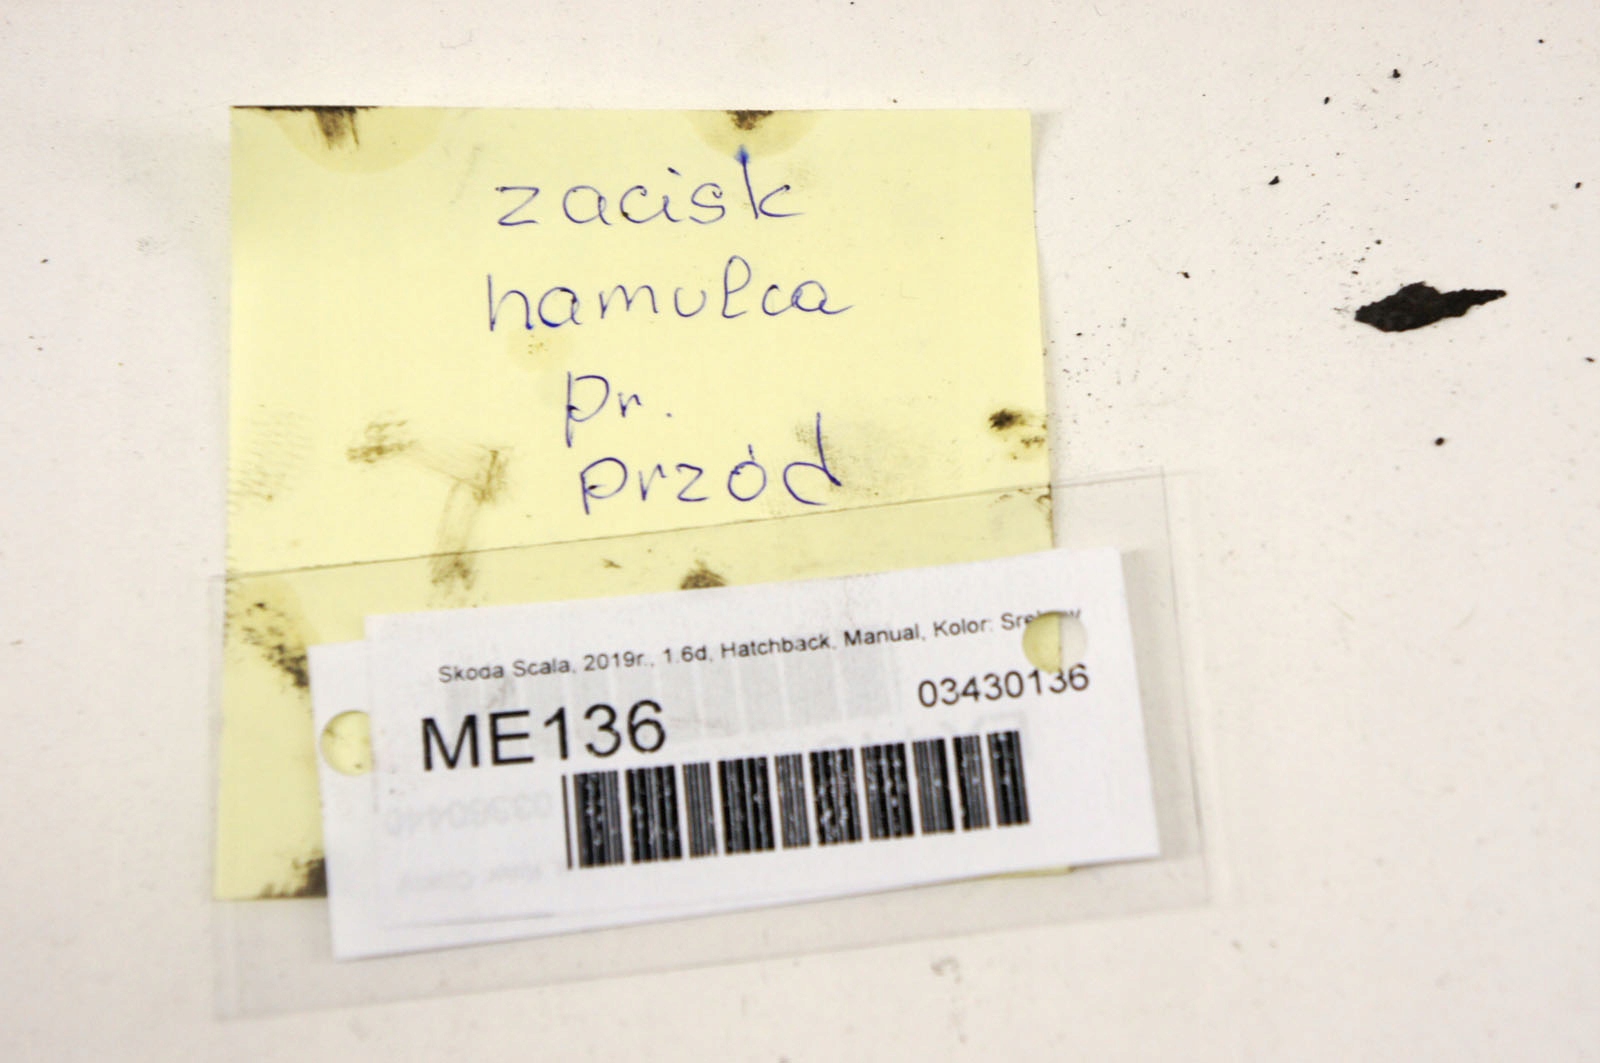 zacisk
hamulca
pr.
przód
Skoda Scala, 2019r., 1.6d, Hatchback, Manual, Kolor:
03430136
ME136